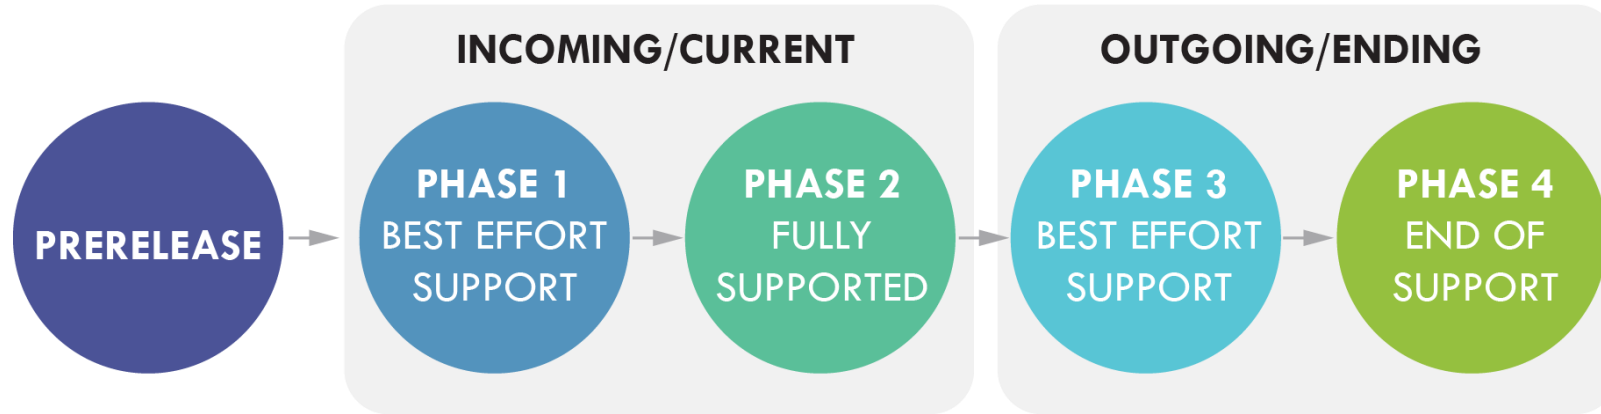 INCOMING/CURRENT
OUTGOING/ENDING
PRERELEASE
PHASE 1
BEST EFFORT
SUPPORT
PHASE 2
FULLY
SUPPORTED
PHASE 3
BEST EFFORT
SUPPORT
PHASE 4
END OF
SUPPORT